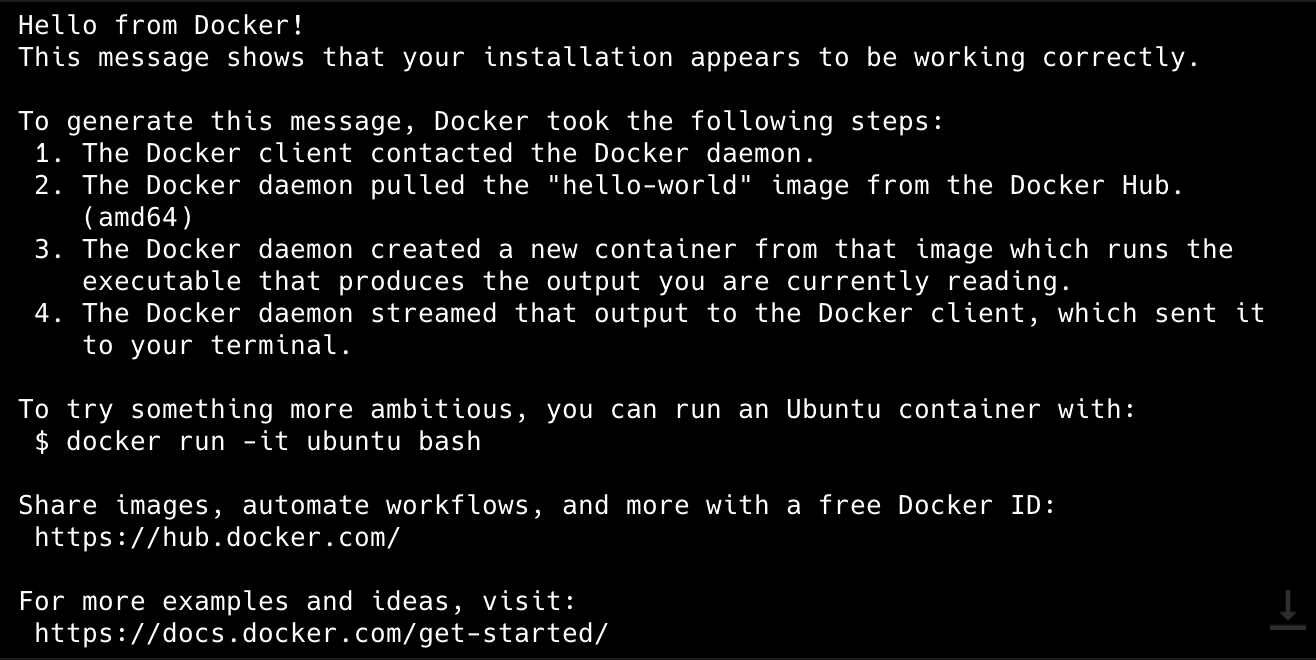 Hello from Docker!
This message shows that your installation appears to be working correctly.

To generate this message, Docker took the following steps:
 1. The Docker client contacted the Docker daemon.
 2. The Docker daemon pulled the "hello-world" image from the Docker Hub.
    (amd64)
 3. The Docker daemon created a new container from that image which runs the
    executable that produces the output you are currently reading.
 4. The Docker daemon streamed that output to the Docker client, which sent it
    to your terminal.

To try something more ambitious, you can run an Ubuntu container with:
 $ docker run -it ubuntu bash

Share images, automate workflows, and more with a free Docker ID:
 https://hub.docker.com/

For more examples and ideas, visit:
 https://docs.docker.com/get-started/